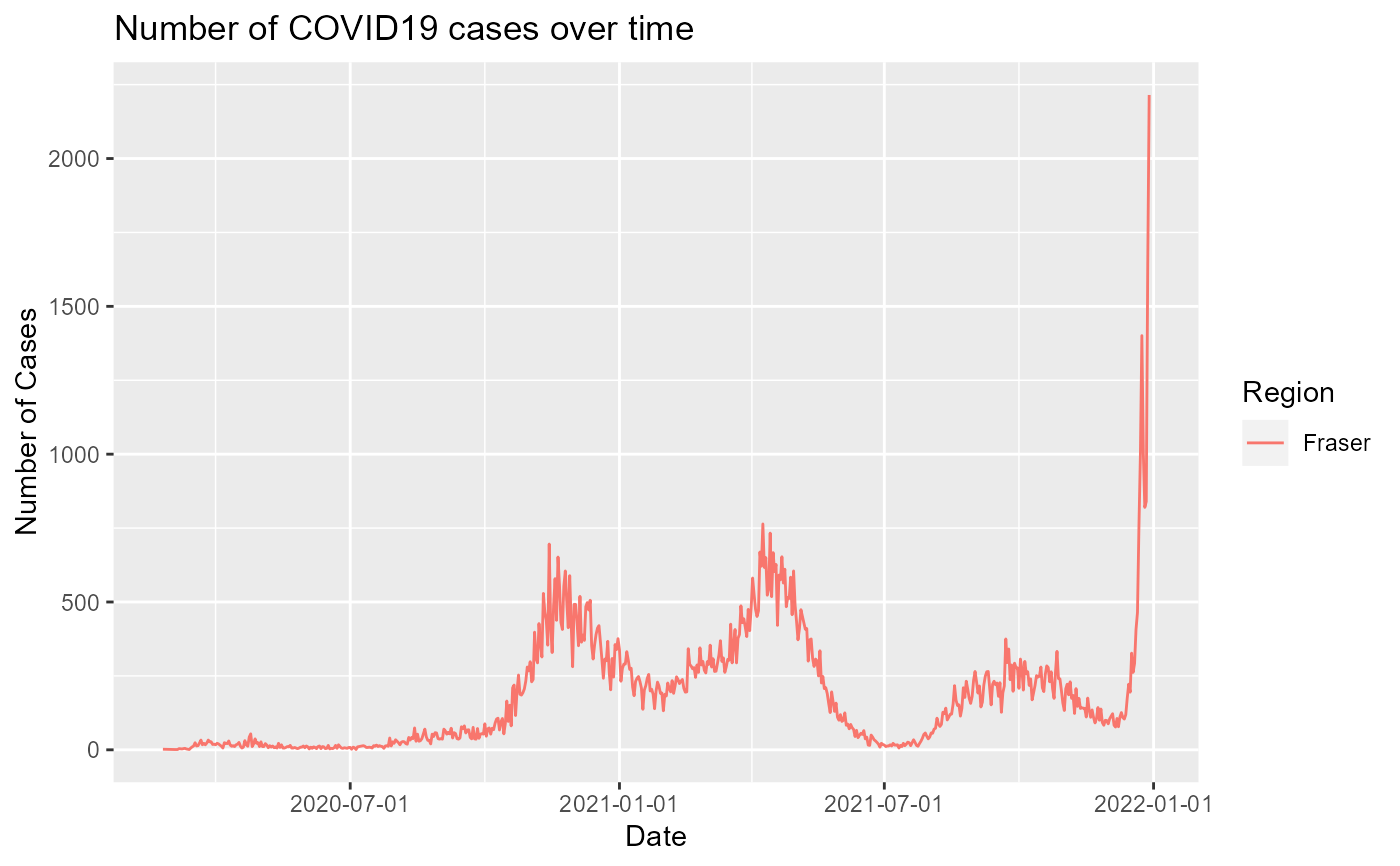 Number of COVID19 cases over time
Number of Cases
2000
1500
1000
500
0
2020-07-01
2021-01-01
2021-07-01
2022-01-01
Date
Region
Fraser